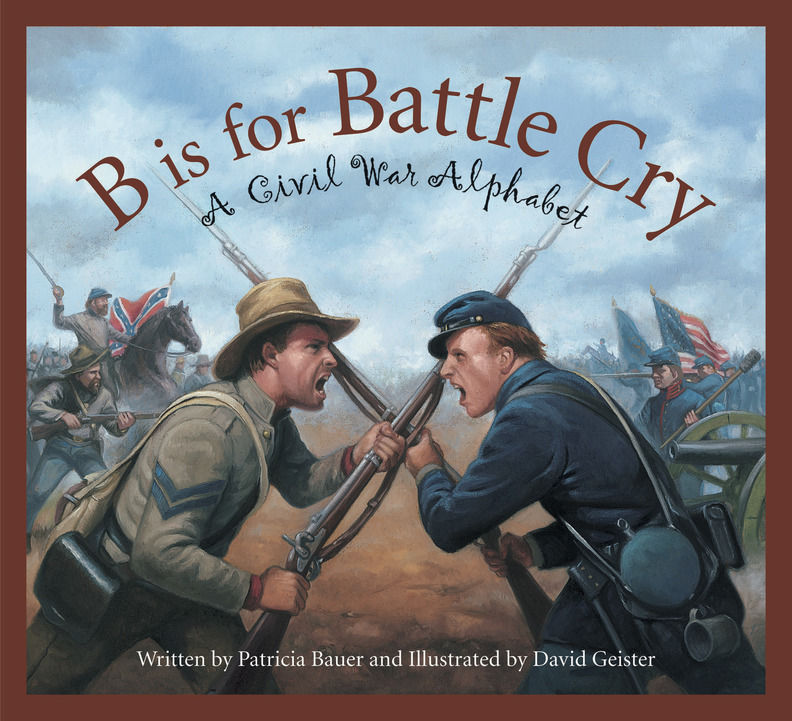 B is for Battle Cry
A Civil War Alphabet
Written by Patricia Bauer and Illustrated by David Geister